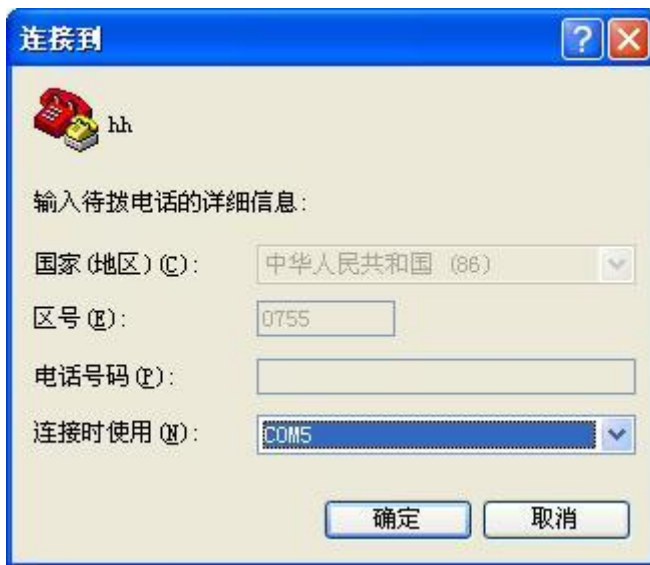 连接到
hh
输入待拨电话的详细信息:
国家(地区)(C): 中华人民共和国 (86)
区号(E): 0755
电话号码(P):
连接时使用(N): COM5
确定 取消